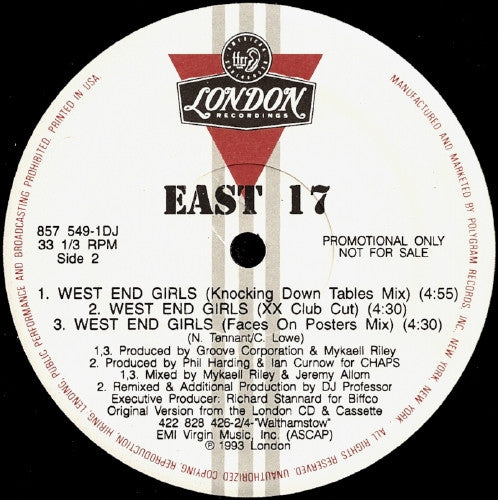 LONDON
RECORDINGS
EAST 17
857 549-1DJ
33 1/3 RPM
Side 2
PROMOTIONAL ONLY
NOT FOR SALE
1. WEST END GIRLS (Knocking Down Tables Mix) (4:55)
2. WEST END GIRLS (XX Club Cut) (4:30)
3. WEST END GIRLS (Faces On Posters Mix) (4:30)
(N. Tennant/C. Lowe)
1,3. Produced by Groove Corporation & Mykaell Riley
2. Produced by Phil Harding & Ian Curnow for CHAPS
1,3. Mixed by Mykaell Riley & Jeremy Allom
2. Remixed & Additional Production by DJ Professor
Executive Producer: Richard Stannard for Biffco
Original Version from the London CD & Cassette
422 828 426-2/4-"Walthamstow"
EMI Virgin Music, Inc. (ASCAP)
℗ 1993 London
MANUFACTURED AND MARKETED BY POLYGRAM RECORDS, INC. NEW YORK, NEW YORK. ALL RIGHTS RESERVED. UNAUTHORIZED COPYING, REPRODUCTION, HIRING, LENDING, PUBLIC PERFORMANCE AND BROADCASTING PROHIBITED. PRINTED IN USA.